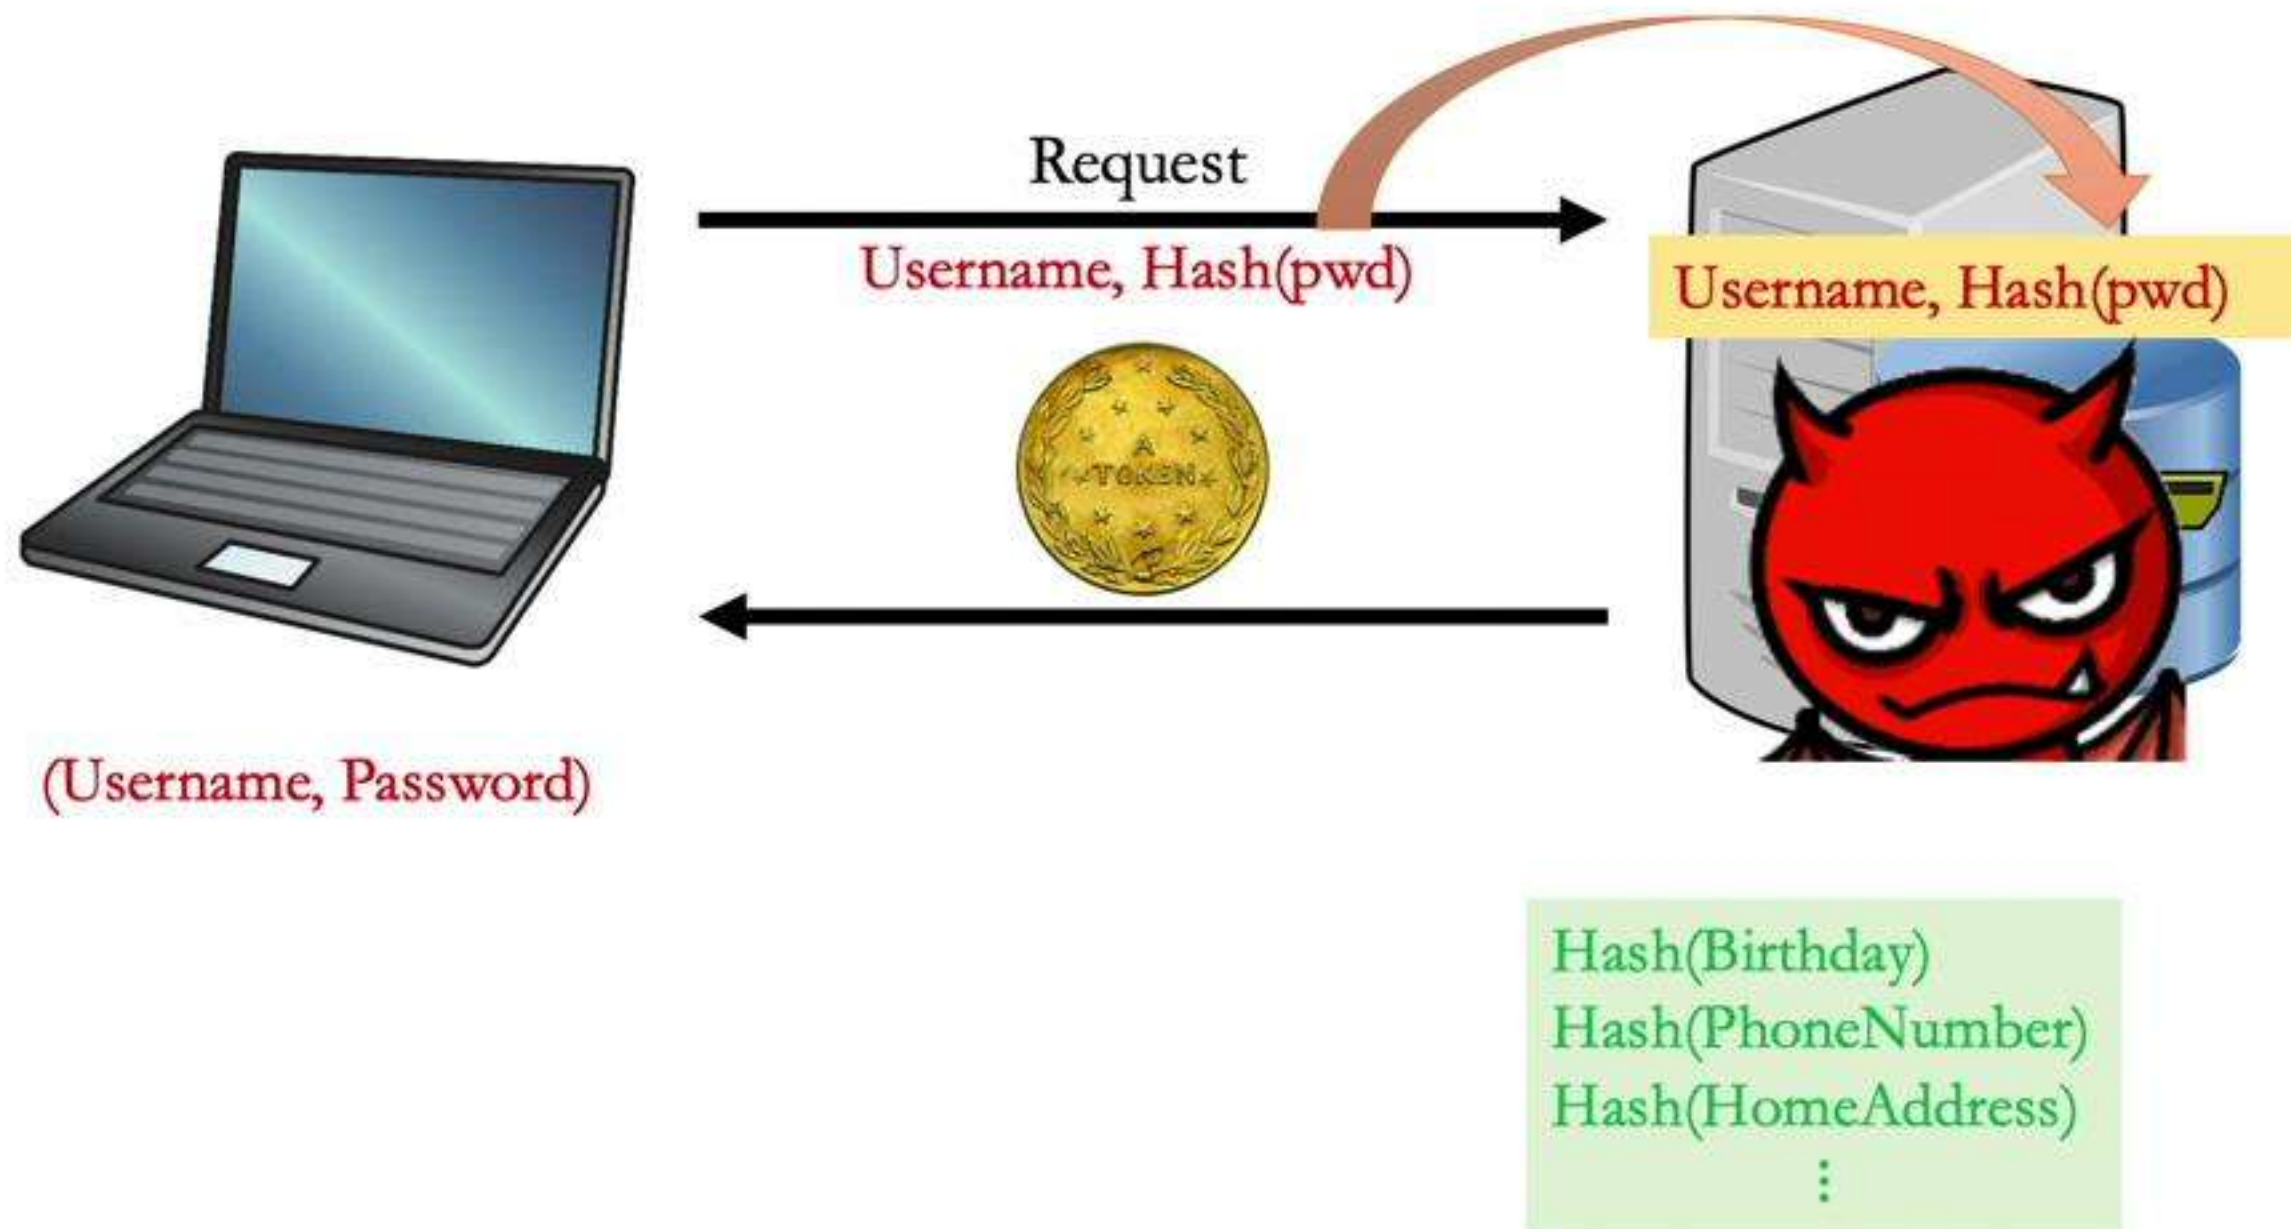 Request
Username, Hash(pwd)
Username, Hash(pwd)
A
TOKEN
(Username, Password)
Hash(Birthday)
Hash(PhoneNumber)
Hash(HomeAddress)
⋮